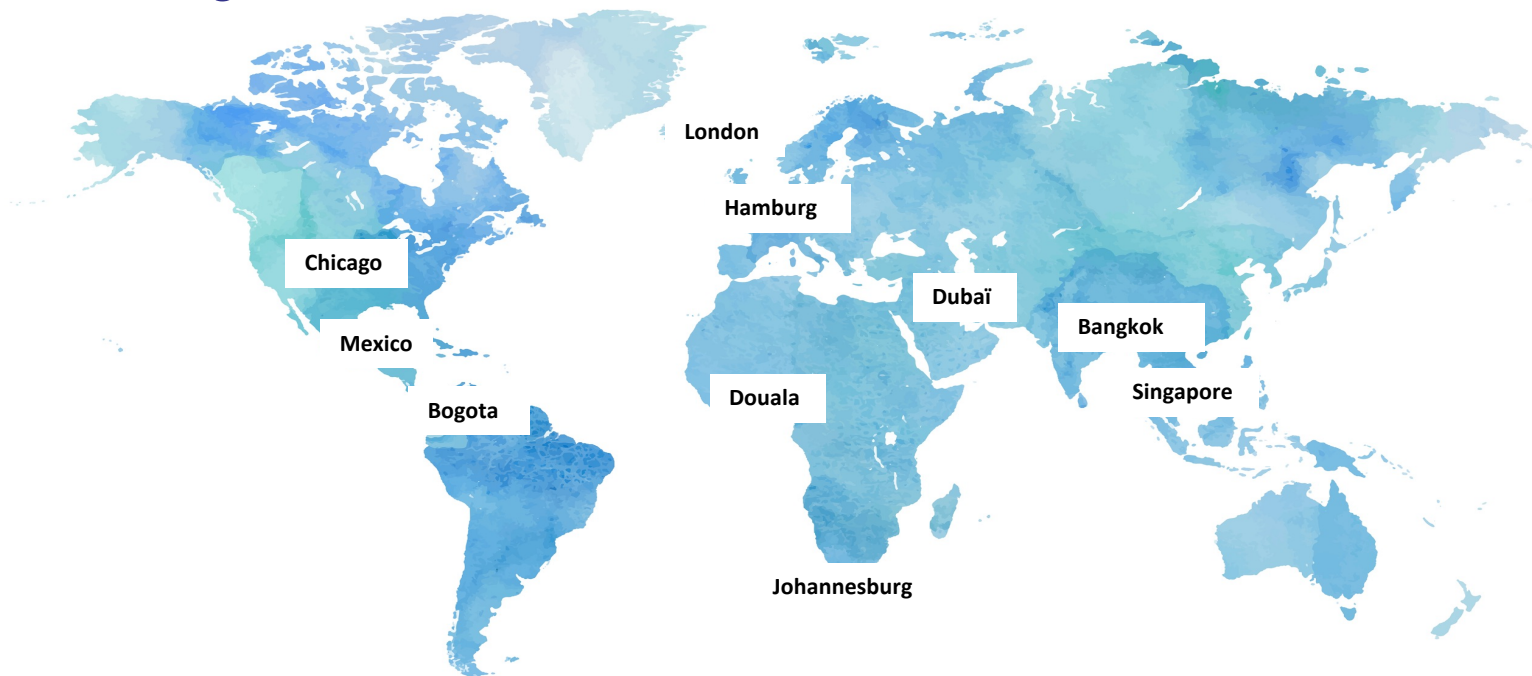 London
Hamburg
Chicago
Dubaï
Bangkok
Mexico
Singapore
Douala
Bogota
Johannesburg